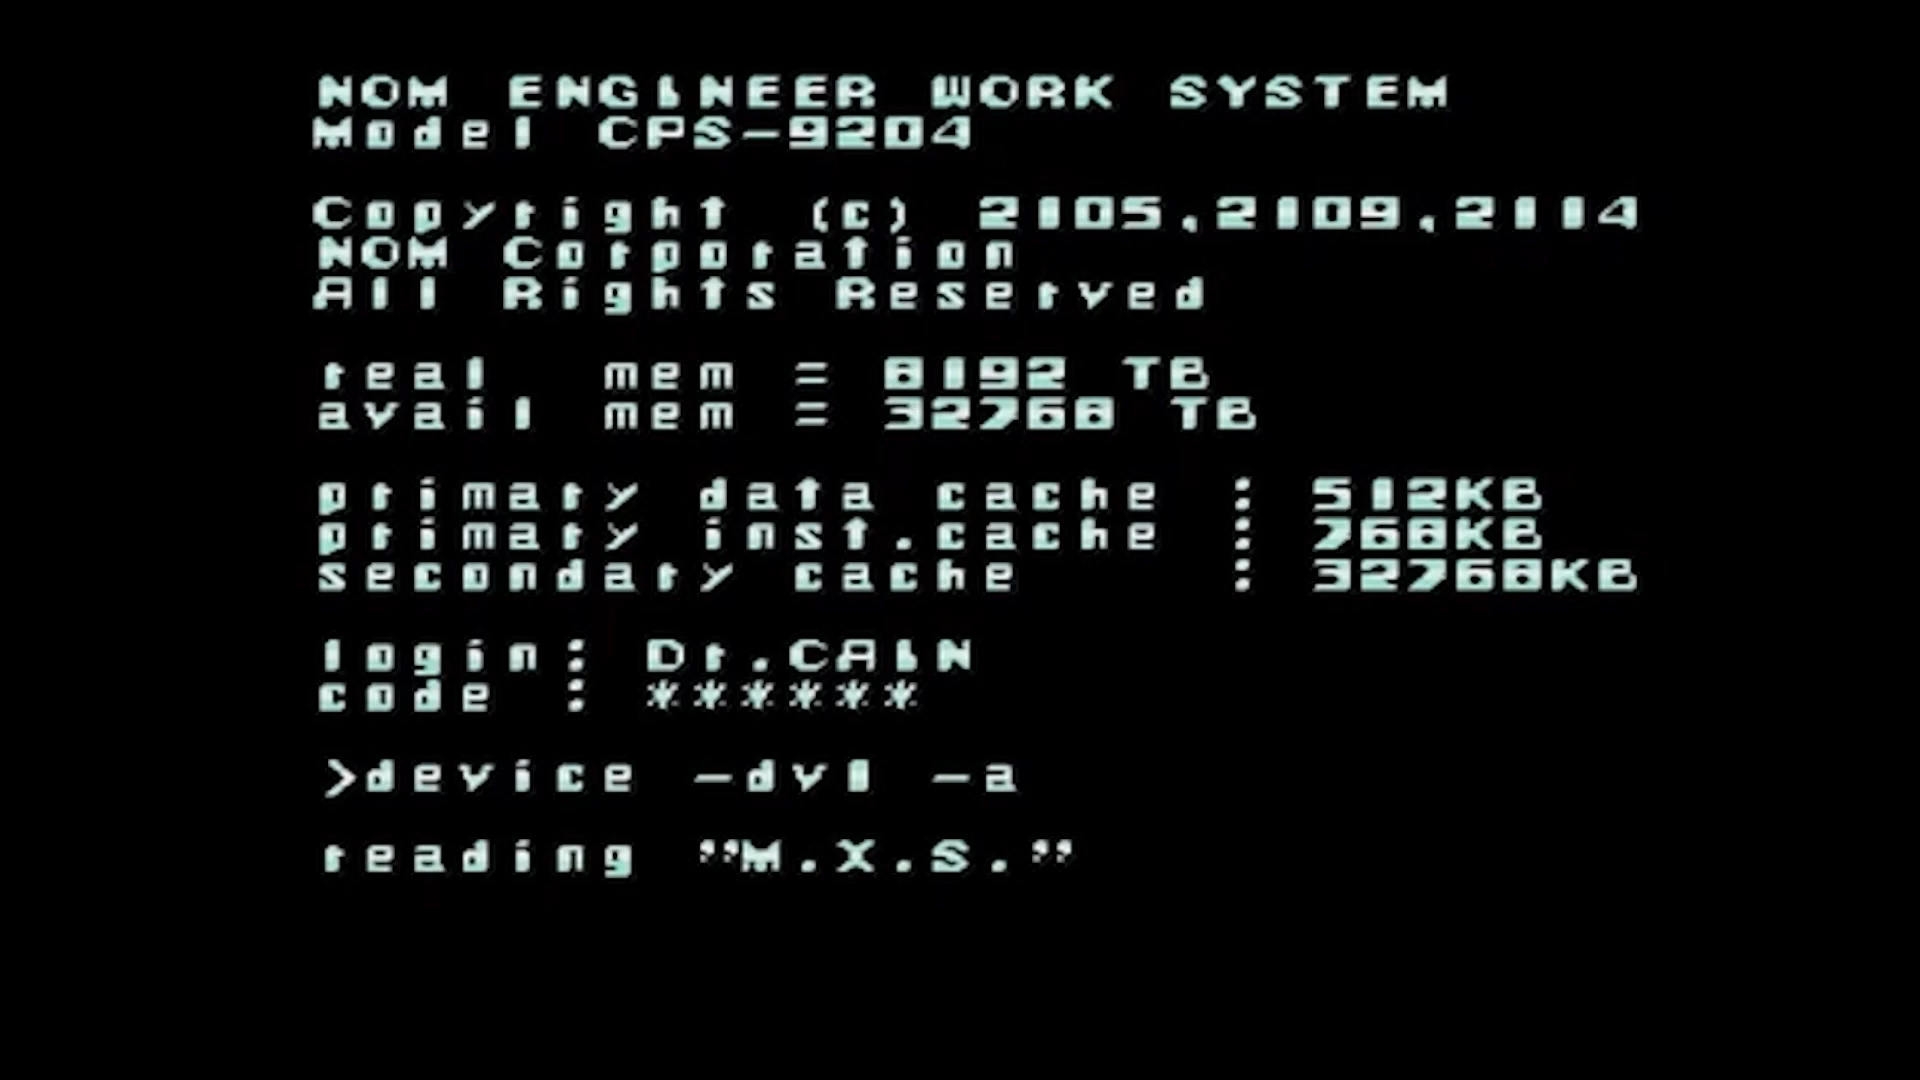 NOM ENGINEER WORK SYSTEM
Model CPS-9204
Copyright (c) 2105,2109,2114
NOM Corporation
All Rights Reserved
real mem = 8192 TB
avail mem = 32768 TB
primary data cache : 512KB
primary inst.cache : 768KB
secondary cache : 32768KB
login: Dr.CAIN
code : ******
>device -dvl -a
reading "M.X.S."